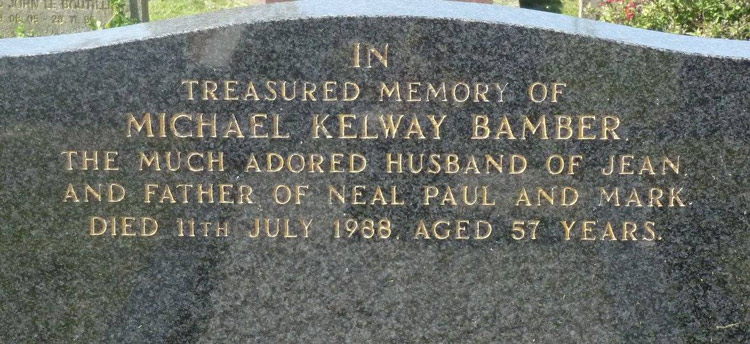 IN
TREASURED MEMORY OF
MICHAEL KELWAY BAMBER.
THE MUCH ADORED HUSBAND OF JEAN.
AND FATHER OF NEAL PAUL AND MARK.
DIED 11TH JULY 1988. AGED 57 YEARS.